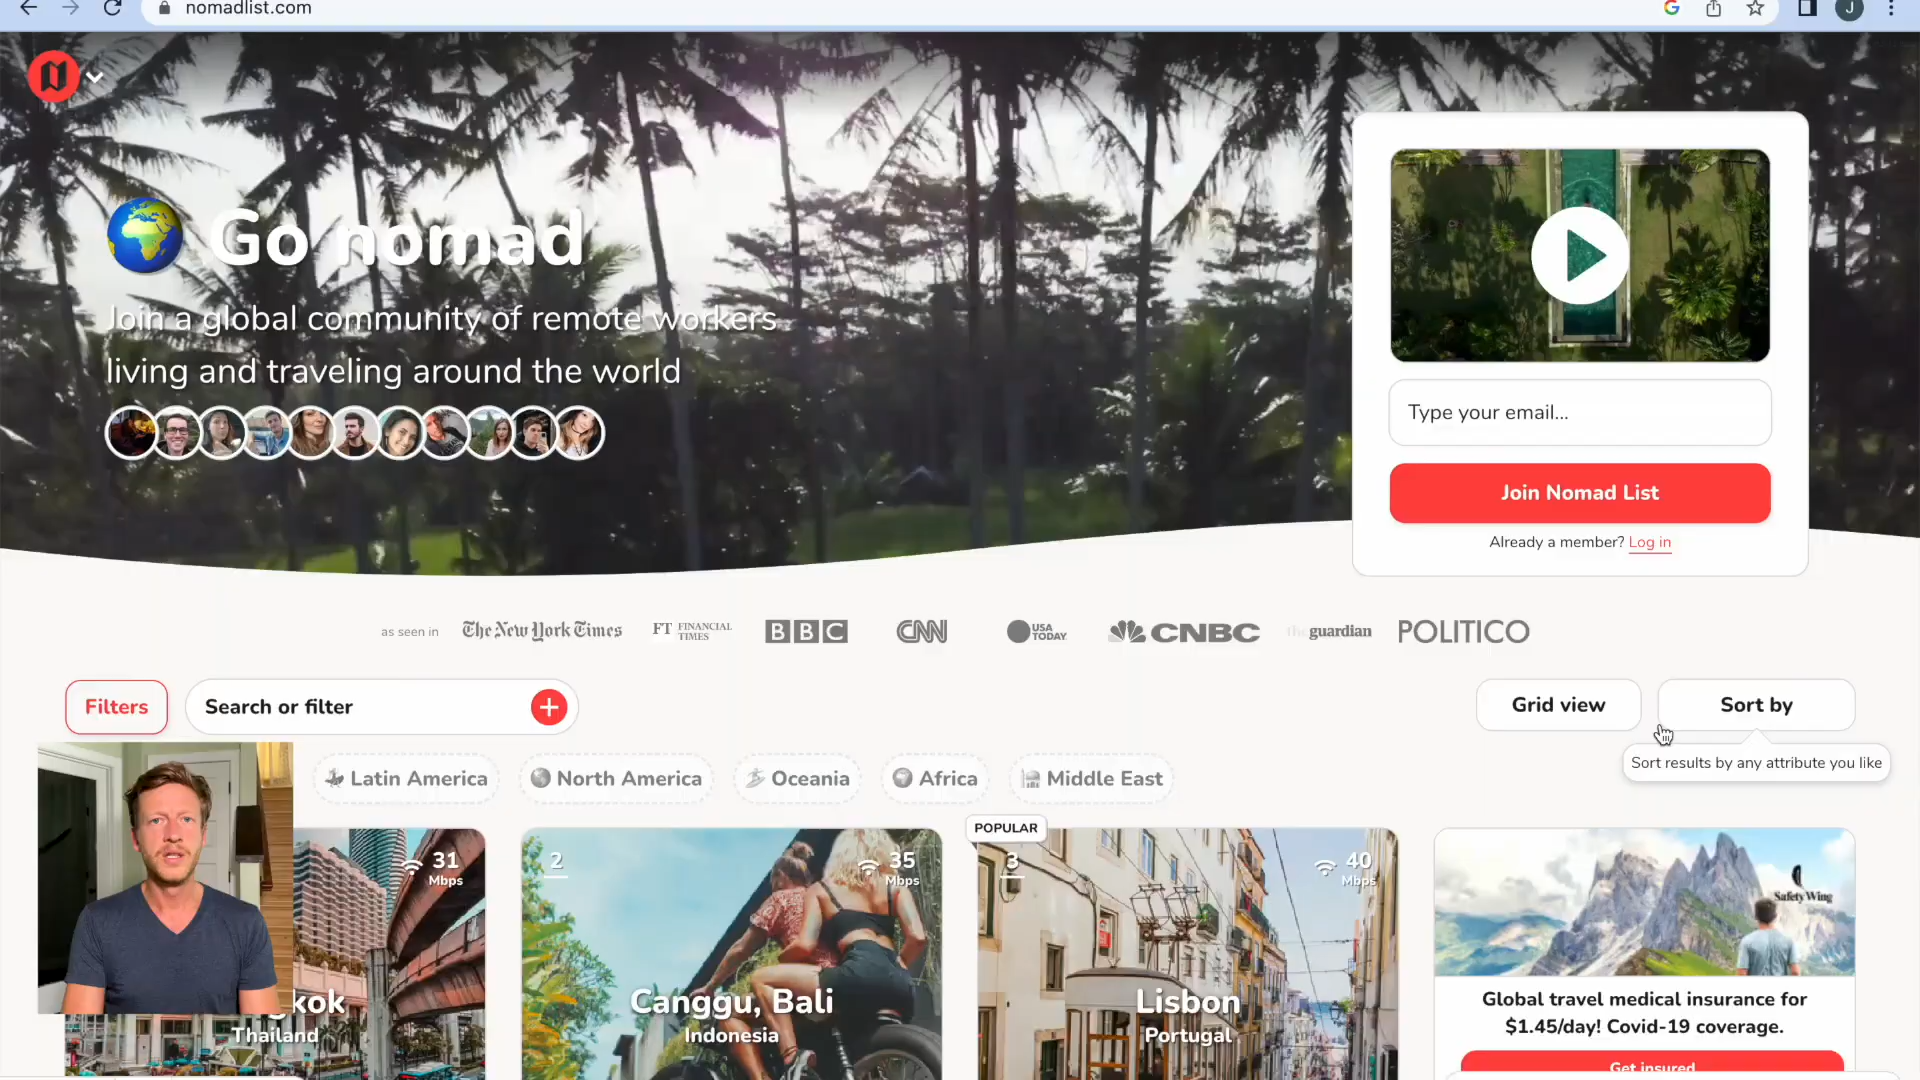 nomadlist.com
J
Go nomad
Join a global community of remote workers
living and traveling around the world
Type your email...
Join Nomad List
Already a member? Log in
as seen in
The New York Times
FT FINANCIAL TIMES
BBC
CNN
USA TODAY
CNBC
the guardian
POLITICO
Filters
Search or filter
Grid view
Sort by
Sort results by any attribute you like
Latin America
North America
Oceania
Africa
Middle East
31
Mbps
kok
Thailand
2
35
Mbps
Canggu, Bali
Indonesia
POPULAR
3
40
Mbps
Lisbon
Portugal
Safety Wing
Global travel medical insurance for
$1.45/day! Covid-19 coverage.
Get insured